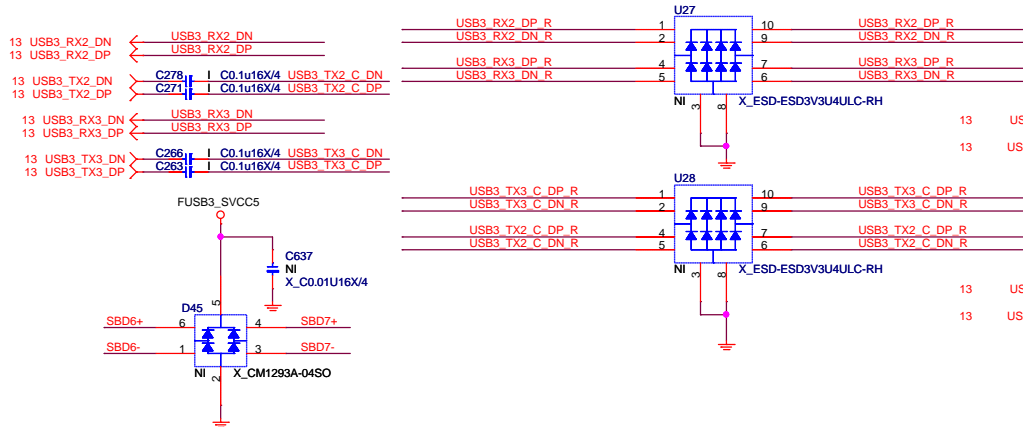 13 USB3_RX2_DN USB3_RX2_DN
13 USB3_RX2_DP USB3_RX2_DP
13 USB3_TX2_DN C278 I C0.1u16X/4 USB3_TX2_C_DN
13 USB3_TX2_DP C271 I C0.1u16X/4 USB3_TX2_C_DP
13 USB3_RX3_DN USB3_RX3_DN
13 USB3_RX3_DP USB3_RX3_DP
13 USB3_TX3_DN C266 I C0.1u16X/4 USB3_TX3_C_DN
13 USB3_TX3_DP C263 I C0.1u16X/4 USB3_TX3_C_DP
FUSB3_SVCC5
C637
NI
X_C0.01U16X/4
5
D45
SBD6+ 6 4 SBD7+
SBD6- 1 3 SBD7-
NI 2 X_CM1293A-04SO
U27
USB3_RX2_DP_R 1 10 USB3_RX2_DP_R
USB3_RX2_DN_R 2 9 USB3_RX2_DN_R
USB3_RX3_DP_R 4 7 USB3_RX3_DP_R
USB3_RX3_DN_R 5 6 USB3_RX3_DN_R
NI 3 8 X_ESD-ESD3V3U4ULC-RH
13 US
13 US
U28
USB3_TX3_C_DP_R 1 10 USB3_TX3_C_DP_R
USB3_TX3_C_DN_R 2 9 USB3_TX3_C_DN_R
USB3_TX2_C_DP_R 4 7 USB3_TX2_C_DP_R
USB3_TX2_C_DN_R 5 6 USB3_TX2_C_DN_R
NI 3 8 X_ESD-ESD3V3U4ULC-RH
13 US
13 US